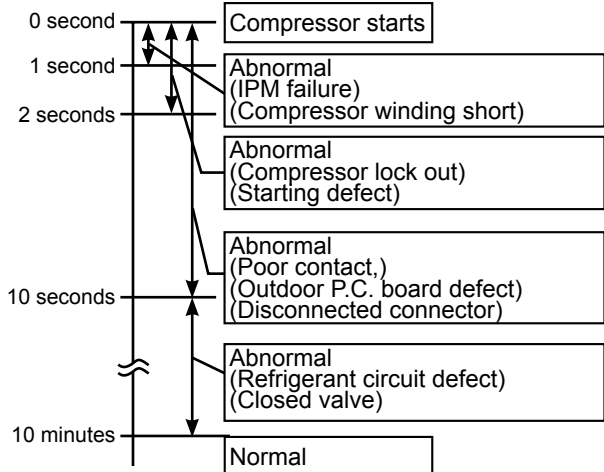 0 second
Compressor starts
1 second
Abnormal
(IPM failure)
(Compressor winding short)
2 seconds
Abnormal
(Compressor lock out)
(Starting defect)
Abnormal
(Poor contact,)
(Outdoor P.C. board defect)
(Disconnected connector)
10 seconds
Abnormal
(Refrigerant circuit defect)
(Closed valve)
10 minutes
Normal